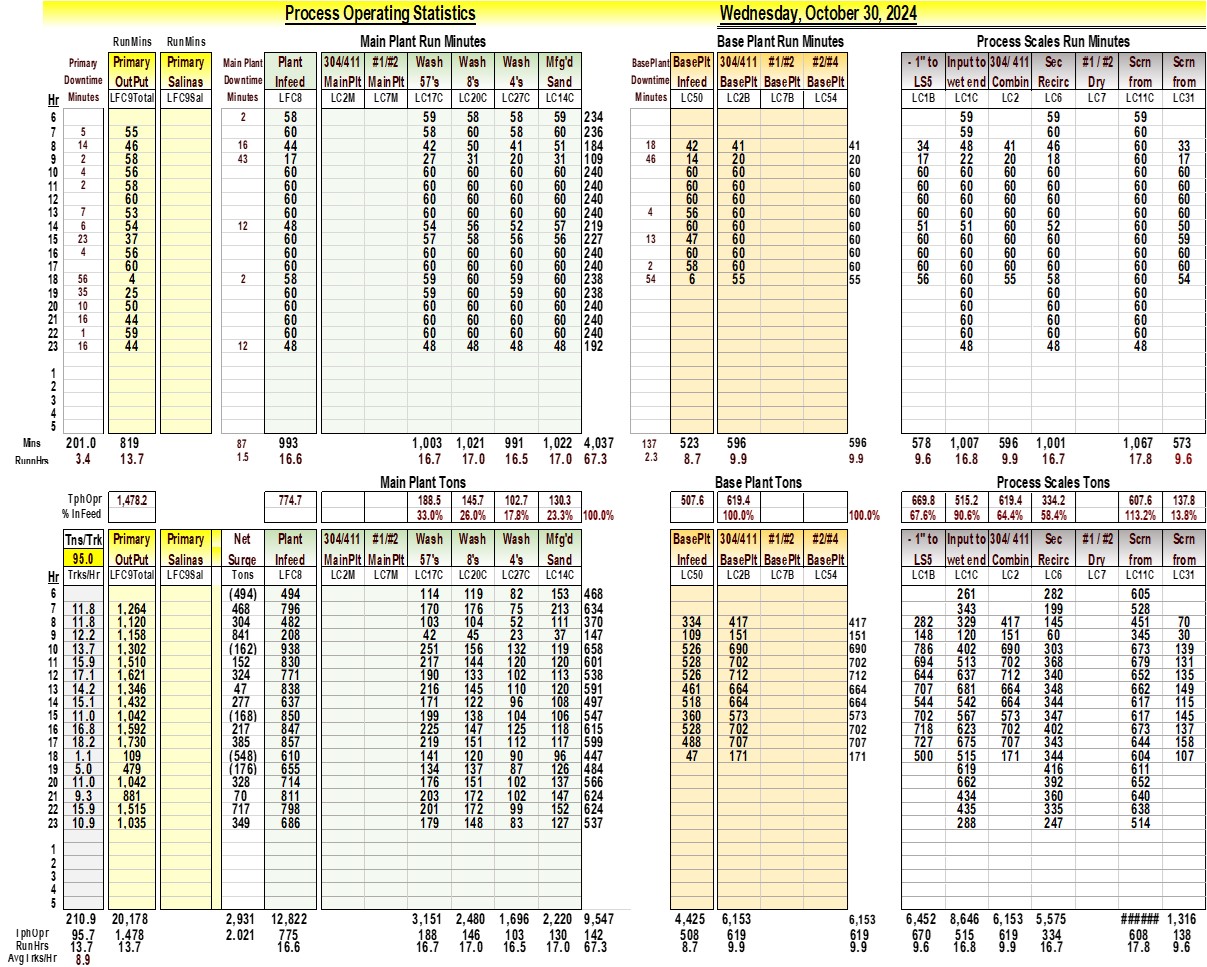 Process Operating Statistics Wednesday, October 30, 2024
RunMins RunMins Main Plant Run Minutes Base Plant Run Minutes Process Scales Run Minutes
Primary Primary Primary Main Plant Plant 304/411 #1/#2 Wash Wash Wash Mfg'd BasePlant BasePlt 304/411 #1/#2 #2/#4 - 1" to Input to 304/ 411 Sec #1 / #2 Scrn Scrn
Downtime OutPut Salinas Downtime Infeed MainPlt MainPlt 57's 8's 4's Sand Downtime Infeed BasePlt BasePlt BasePlt LS5 wet end Combin Recirc Dry from from
Hr Minutes LFC9Total LFC9Sal Minutes LFC8 LC2M LC7M LC17C LC20C LC27C LC14C Minutes LC50 LC2B LC7B LC54 LC1B LC1C LC2 LC6 LC7 LC11C LC31
6 2 58 59 58 58 59 234 59 59 59
7 5 55 60 58 60 58 60 236 59 60 60
8 14 46 16 44 42 50 41 51 184 18 42 41 41 34 48 41 46 60 33
9 2 58 43 17 27 31 20 31 109 46 14 20 20 17 22 20 18 60 17
10 4 56 60 60 60 60 60 240 60 60 60 60 60 60 60 60 60
11 2 58 60 60 60 60 60 240 60 60 60 60 60 60 60 60 60
12 60 60 60 60 60 60 240 60 60 60 60 60 60 60 60 60
13 7 53 60 60 60 60 60 240 4 56 60 60 60 60 60 60 60 60
14 6 54 12 48 54 56 52 57 219 60 60 60 51 51 60 52 60 50
15 23 37 60 57 58 56 56 227 13 47 60 60 60 60 60 60 60 59
16 4 56 60 60 60 60 60 240 60 60 60 60 60 60 60 60 60
17 60 60 60 60 60 60 240 2 58 60 60 60 60 60 60 60 60
18 56 4 2 58 59 60 59 60 238 54 6 55 55 56 60 55 58 60 54
19 35 25 60 59 60 59 60 238 60 60 60
20 10 50 60 60 60 60 60 240 60 60 60
21 16 44 60 60 60 60 60 240 60 60 60
22 1 59 60 60 60 60 60 240 60 60 60
23 16 44 12 48 48 48 48 48 192 48 48 48
1
2
3
4
5
Mins 201.0 819 87 993 1,003 1,021 991 1,022 4,037 137 523 596 596 578 1,007 596 1,001 1,067 573
RunnHrs 3.4 13.7 1.5 16.6 16.7 17.0 16.5 17.0 67.3 2.3 8.7 9.9 9.9 9.6 16.8 9.9 16.7 17.8 9.6
Main Plant Tons Base Plant Tons Process Scales Tons
TphOpr 1,478.2 774.7 188.5 145.7 102.7 130.3 507.6 619.4 669.8 515.2 619.4 334.2 607.6 137.8
% InFeed 33.0% 26.0% 17.8% 23.3% 100.0% 100.0% 100.0% 67.6% 90.6% 64.4% 58.4% 113.2% 13.8%
Tns/Trk Primary Primary Net Plant 304/411 #1/#2 Wash Wash Wash Mfg'd BasePlt 304/411 #1/#2 #2/#4 - 1" to Input to 304/ 411 Sec #1 / #2 Scrn Scrn
95.0 OutPut Salinas Surge Infeed MainPlt MainPlt 57's 8's 4's Sand Infeed BasePlt BasePlt BasePlt LS5 wet end Combin Recirc Dry from from
Hr Trks/Hr LFC9Total LFC9Sal Tons LFC8 LC2M LC7M LC17C LC20C LC27C LC14C LC50 LC2B LC7B LC54 LC1B LC1C LC2 LC6 LC7 LC11C LC31
6 (494) 494 114 119 82 153 468 261 282 605
7 11.8 1,264 468 796 170 176 75 213 634 343 199 528
8 11.8 1,120 304 482 103 104 52 111 370 334 417 417 282 329 417 145 451 70
9 12.2 1,158 841 208 42 45 23 37 147 109 151 151 148 120 151 60 345 30
10 13.7 1,302 (162) 938 251 156 132 119 658 526 690 690 786 402 690 303 673 139
11 15.9 1,510 152 830 217 144 120 120 601 528 702 702 694 513 702 368 679 131
12 17.1 1,621 324 771 190 133 102 113 538 526 712 712 644 637 712 340 652 135
13 14.2 1,346 47 838 216 145 110 120 591 461 664 664 707 681 664 348 662 149
14 15.1 1,432 277 637 171 122 96 108 497 518 664 664 544 542 664 344 617 115
15 11.0 1,042 (168) 850 199 138 104 106 547 360 573 573 702 567 573 347 617 145
16 16.8 1,592 217 847 225 147 125 118 615 528 702 702 718 623 702 402 673 137
17 18.2 1,730 385 857 219 151 112 117 599 488 707 707 727 675 707 343 644 158
18 1.1 109 (548) 610 141 120 90 96 447 47 171 171 500 515 171 344 604 107
19 5.0 479 (176) 655 134 137 87 126 484 619 416 611
20 11.0 1,042 328 714 176 151 102 137 566 662 392 652
21 9.3 881 70 811 203 172 102 147 624 434 360 640
22 15.9 1,515 717 798 201 172 99 152 624 435 335 638
23 10.9 1,035 349 686 179 148 83 127 537 288 247 514
1
2
3
4
5
210.9 20,178 2,931 12,822 3,151 2,480 1,696 2,220 9,547 4,425 6,153 6,153 6,452 8,646 6,153 5,575 ###### 1,316
TphOpr 95.7 1.478 2.021 775 188 146 103 130 142 508 619 619 670 515 619 334 608 138
RunHrs 13.7 13.7 16.6 16.7 17.0 16.5 17.0 67.3 8.7 9.9 9.9 9.6 16.8 9.9 16.7 17.8 9.6
AvgTrks/Hr 8.9